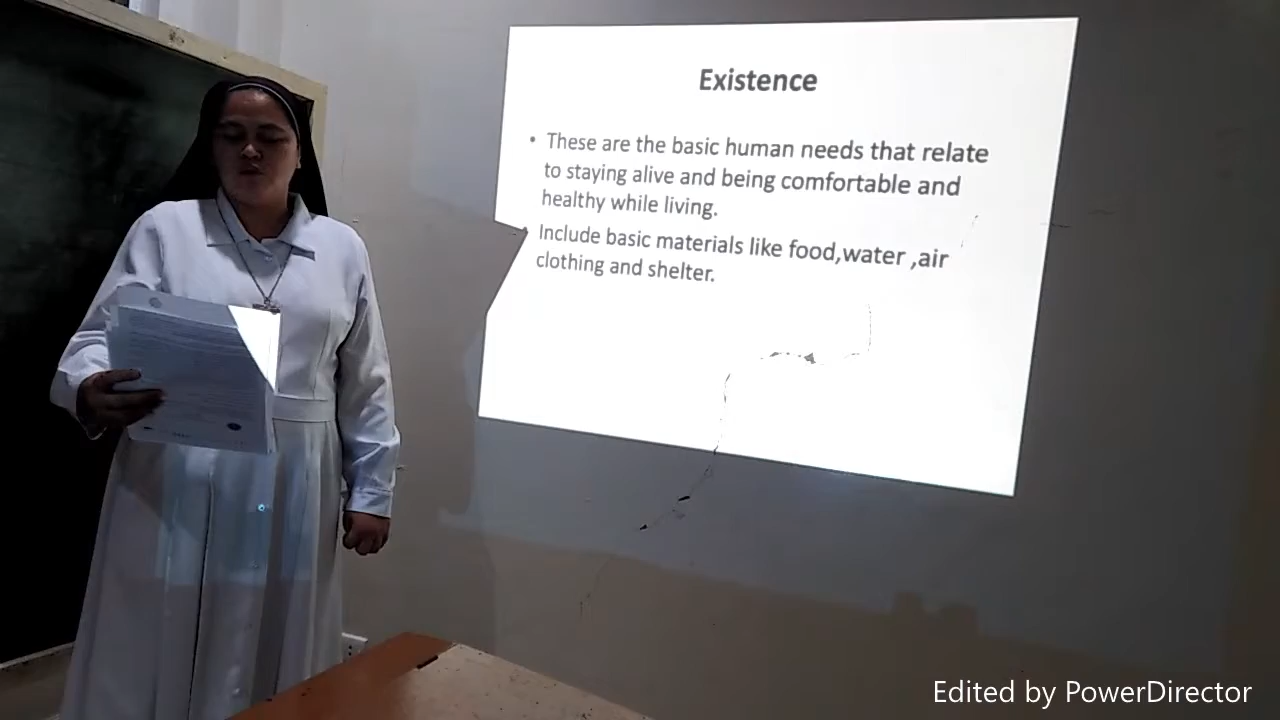 Existence
• These are the basic human needs that relate
to staying alive and being comfortable and
healthy while living.
• Include basic materials like food,water ,air
clothing and shelter.
Edited by PowerDirector